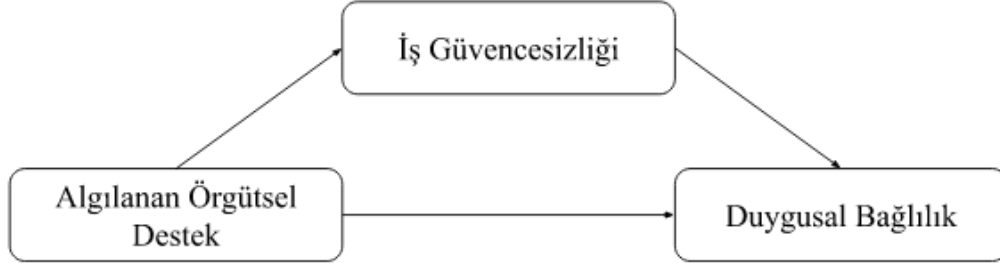 İş Güvencesizliği
Algılanan Örgütsel
Destek
Duygusal Bağlılık